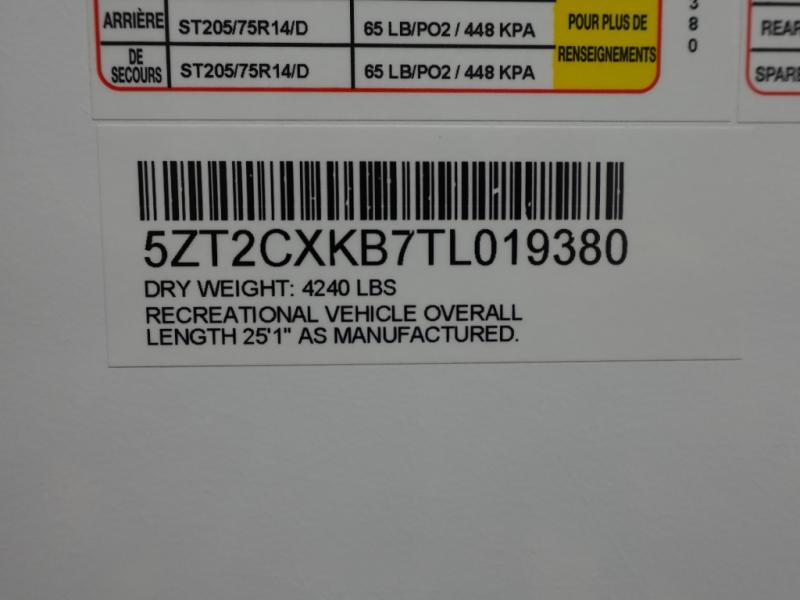 ARRIÈRE ST205/75R14/D 65 LB/PO2 / 448 KPA
DE SECOURS ST205/75R14/D 65 LB/PO2 / 448 KPA
POUR PLUS DE
RENSEIGNEMENTS
3
8
0
REAR
SPARE
5ZT2CXKB7TL019380
DRY WEIGHT: 4240 LBS
RECREATIONAL VEHICLE OVERALL
LENGTH 25'1" AS MANUFACTURED.